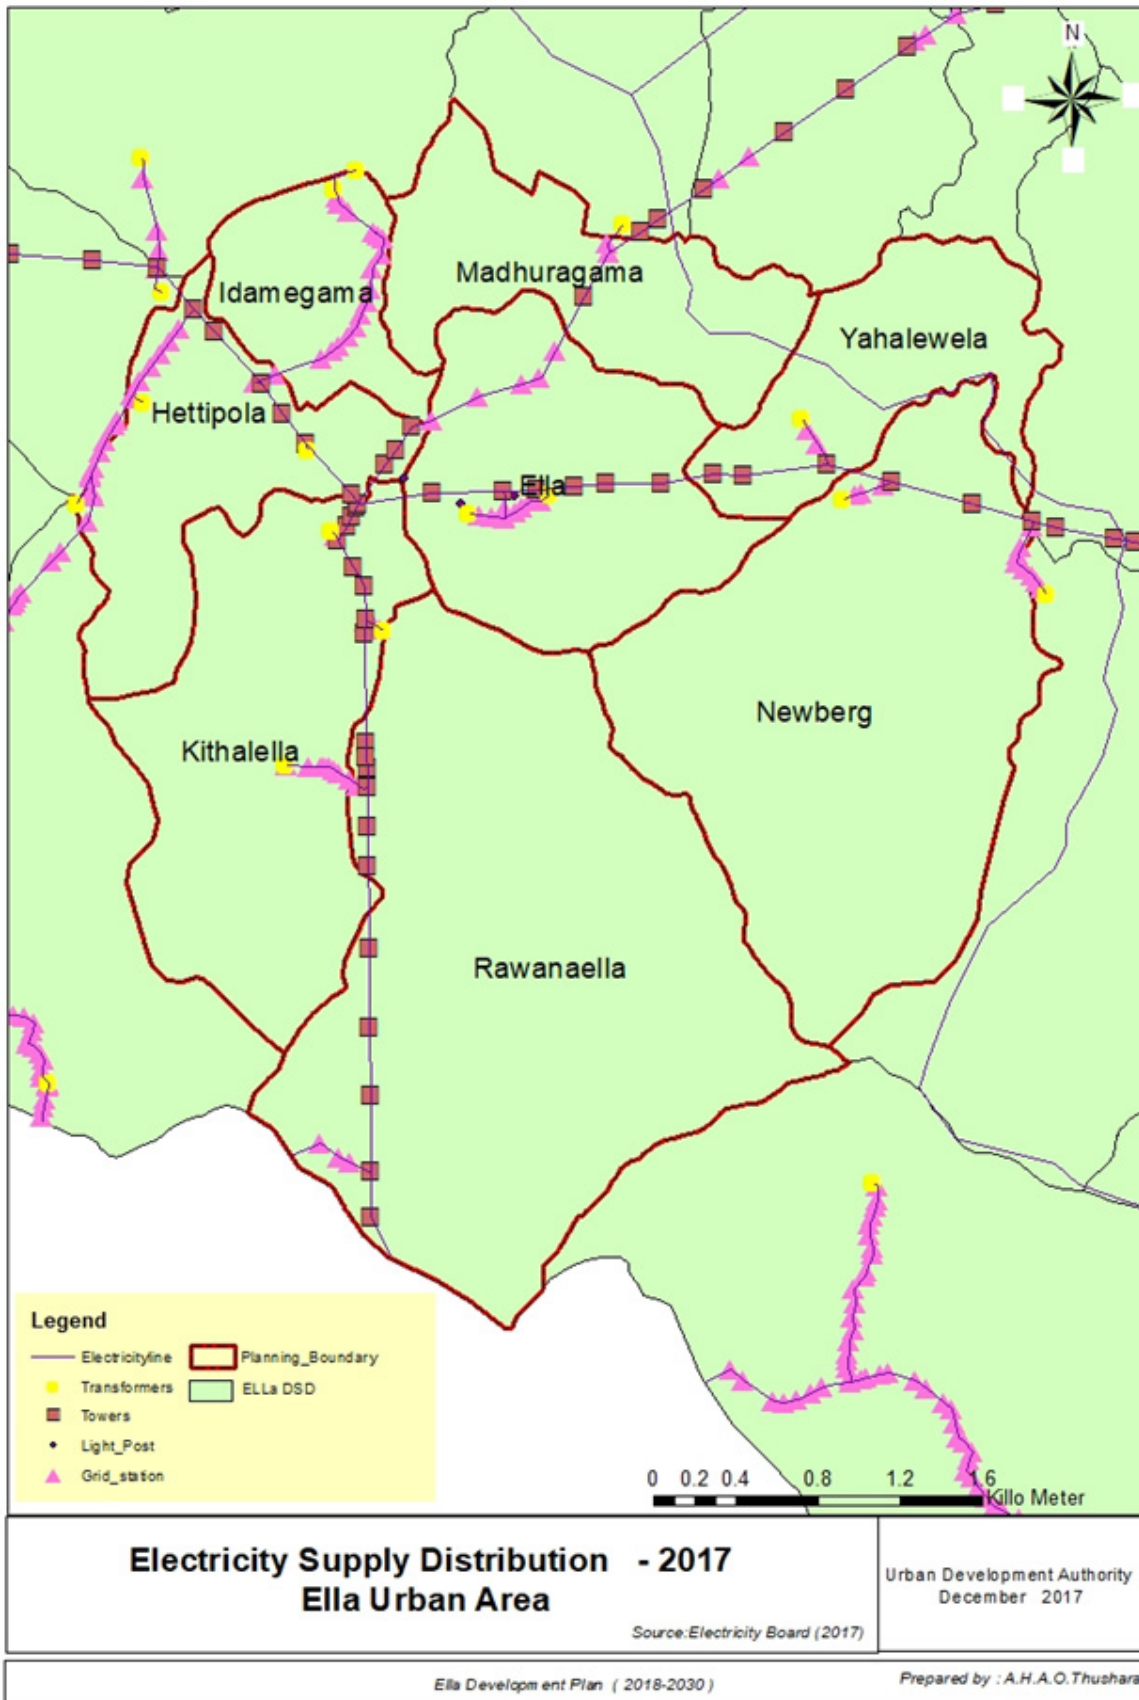 N
Madhuragama
Idamegama
Yahalewela
Hettipola
Ella
Newberg
Kithalella
Rawanaella
Legend
Electricityline
Planning_Boundary
Transformers
ELLa DSD
Towers
Light_Post
Grid_station
0 0.2 0.4 0.8 1.2 1.6
Killo Meter
Electricity Supply Distribution - 2017
Ella Urban Area
Source:Electricity Board (2017)
Urban Development Authority
December 2017
Ella Development Plan ( 2018-2030 )
Prepared by : A.H.A.O.Thushara